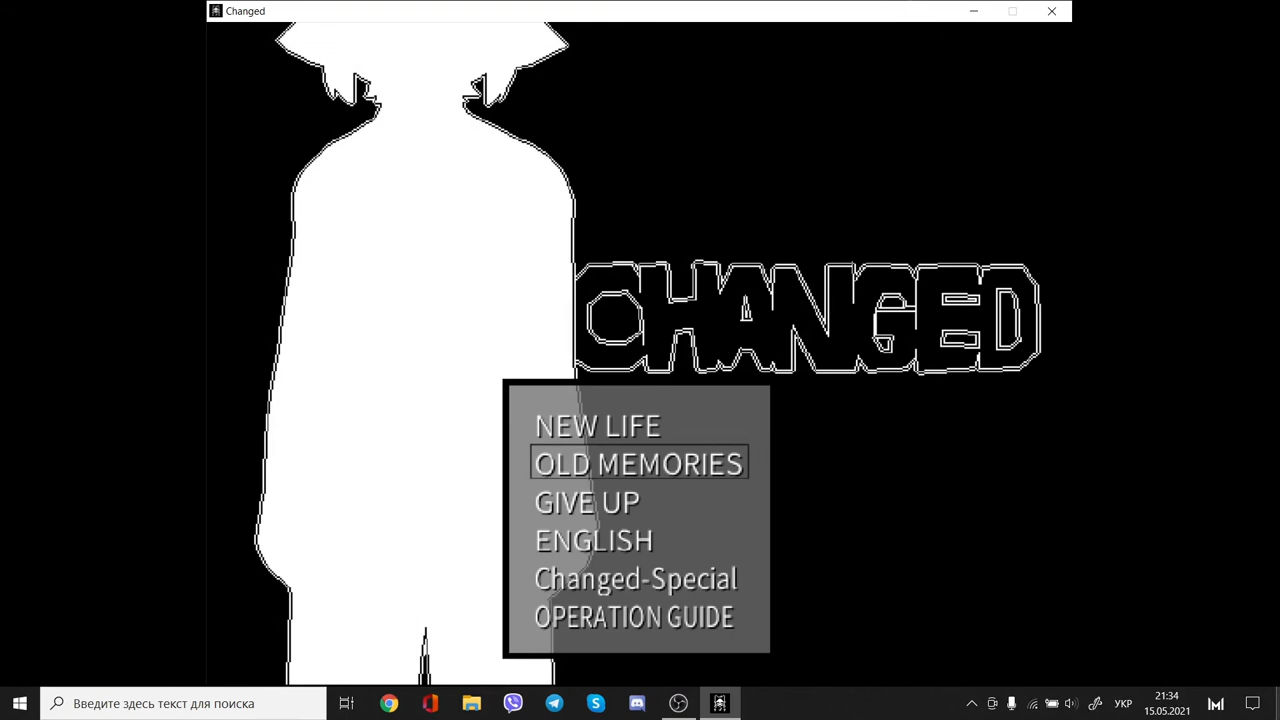 Changed
CHANGED
NEW LIFE
OLD MEMORIES
GIVE UP
ENGLISH
Changed-Special
OPERATION GUIDE
Введите здесь текст для поиска
УКР
21:34
15.05.2021